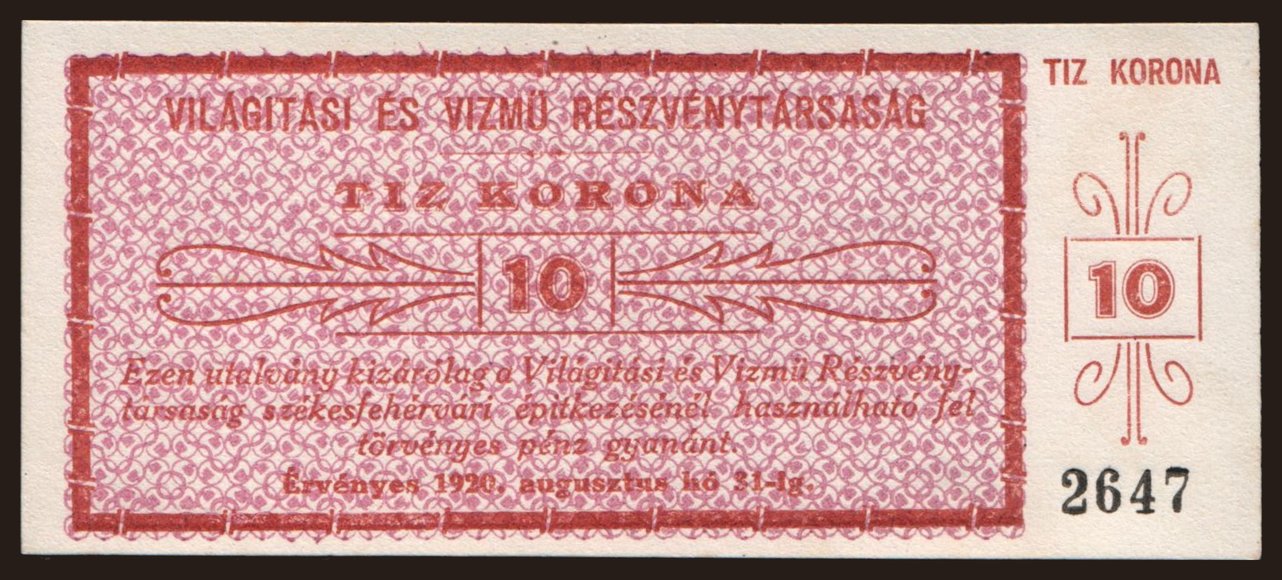 VILÁGITÁSI ÉS VIZMÜ RÉSZVÉNYTÁRSASÁG
TIZ KORONA
10
Ezen utalvány kizárólag a Világitási és Vizmü Részvény-
társaság székesfehérvári épitkezésénél használható fel
törvényes pénz gyanánt.
Érvényes 1920. augusztus hó 31-ig.
TIZ KORONA
10
2647